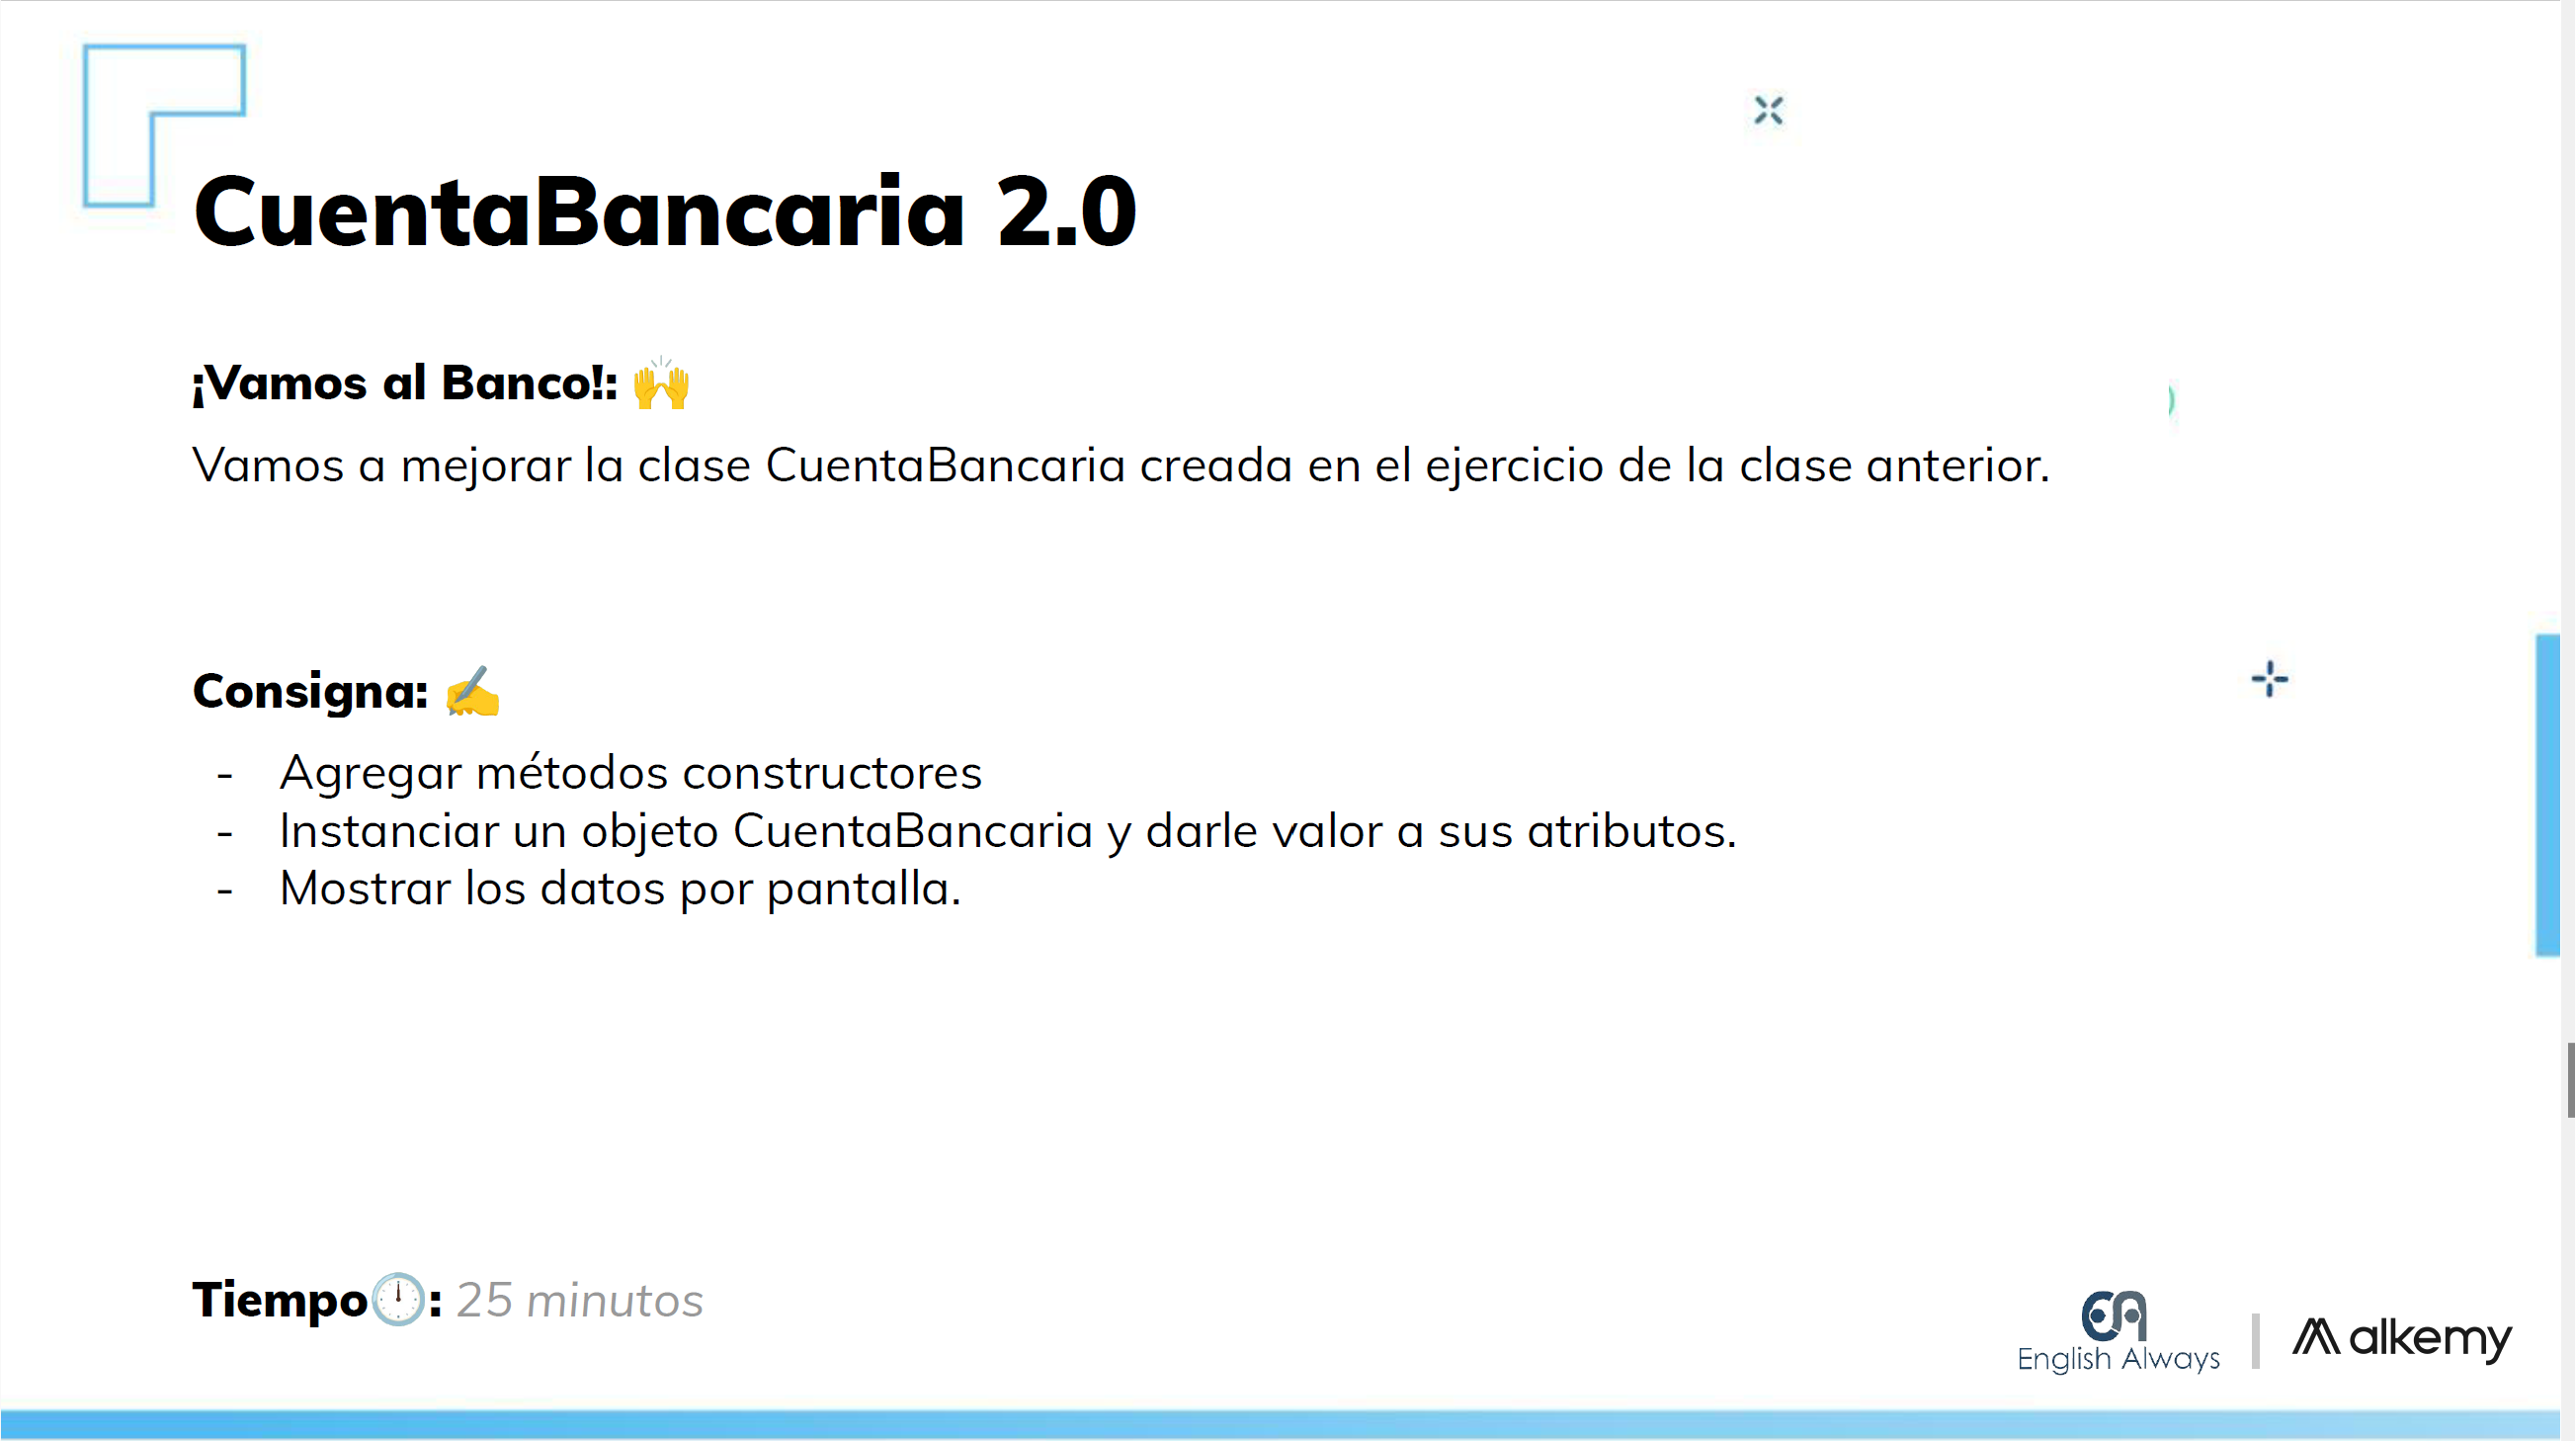 CuentaBancaria 2.0
¡Vamos al Banco!: 🙌
Vamos a mejorar la clase CuentaBancaria creada en el ejercicio de la clase anterior.
Consigna: ✍️
- Agregar métodos constructores
- Instanciar un objeto CuentaBancaria y darle valor a sus atributos.
- Mostrar los datos por pantalla.
Tiempo🕛: 25 minutos
English Always
alkemy